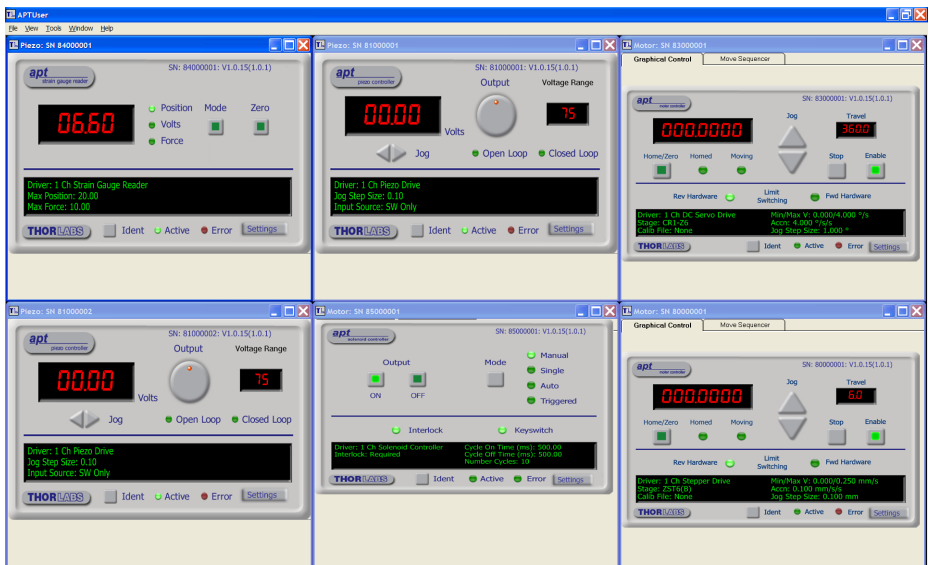 APTUser
File View Tools Window Help
Piezo: SN 84000001
apt
strain gauge reader
SN: 84000001: V1.0.15(1.0.1)
06.60
Position
Volts
Force
Mode
Zero
Driver: 1 Ch Strain Gauge Reader
Max Position: 20.00
Max Force: 10.00
THORLABS
Ident
Active
Error
Settings
Piezo: SN 81000001
apt
piezo controller
SN: 81000001: V1.0.15(1.0.1)
Output
Voltage Range
00.00
Volts
75
Jog
Open Loop
Closed Loop
Driver: 1 Ch Piezo Drive
Jog Step Size: 0.10
Input Source: SW Only
THORLABS
Ident
Active
Error
Settings
Motor: SN 83000001
Graphical Control
Move Sequencer
apt
motor controller
SN: 83000001: V1.0.15(1.0.1)
Jog
Travel
000.0000
360.0
Home/Zero
Homed
Moving
Stop
Enable
Rev Hardware
Limit Switching
Fwd Hardware
Driver: 1 Ch DC Servo Drive
Stage: CR1-Z6
Calib File: None
Min/Max V: 0.000/4.000 °/s
Accn: 4.000 °/s/s
Jog Step Size: 1.000 °
THORLABS
Ident
Active
Error
Settings
Piezo: SN 81000002
apt
piezo controller
SN: 81000002: V1.0.15(1.0.1)
Output
Voltage Range
00.00
Volts
75
Jog
Open Loop
Closed Loop
Driver: 1 Ch Piezo Drive
Jog Step Size: 0.10
Input Source: SW Only
THORLABS
Ident
Active
Error
Settings
Motor: SN 85000001
apt
solenoid controller
SN: 85000001: V1.0.15(1.0.1)
Output
ON
OFF
Mode
Manual
Single
Auto
Triggered
Interlock
Keyswitch
Driver: 1 Ch Solenoid Controller
Interlock: Required
Cycle On Time (ms): 500.00
Cycle Off Time (ms): 500.00
Number Cycles: 10
THORLABS
Ident
Active
Error
Settings
Motor: SN 80000001
Graphical Control
Move Sequencer
apt
motor controller
SN: 80000001: V1.0.15(1.0.1)
Jog
Travel
000.0000
6.0
Home/Zero
Homed
Moving
Stop
Enable
Rev Hardware
Limit Switching
Fwd Hardware
Driver: 1 Ch Stepper Drive
Stage: ZST6(B)
Calib File: None
Min/Max V: 0.000/0.250 mm/s
Accn: 0.100 mm/s/s
Jog Step Size: 0.100 mm
THORLABS
Ident
Active
Error
Settings